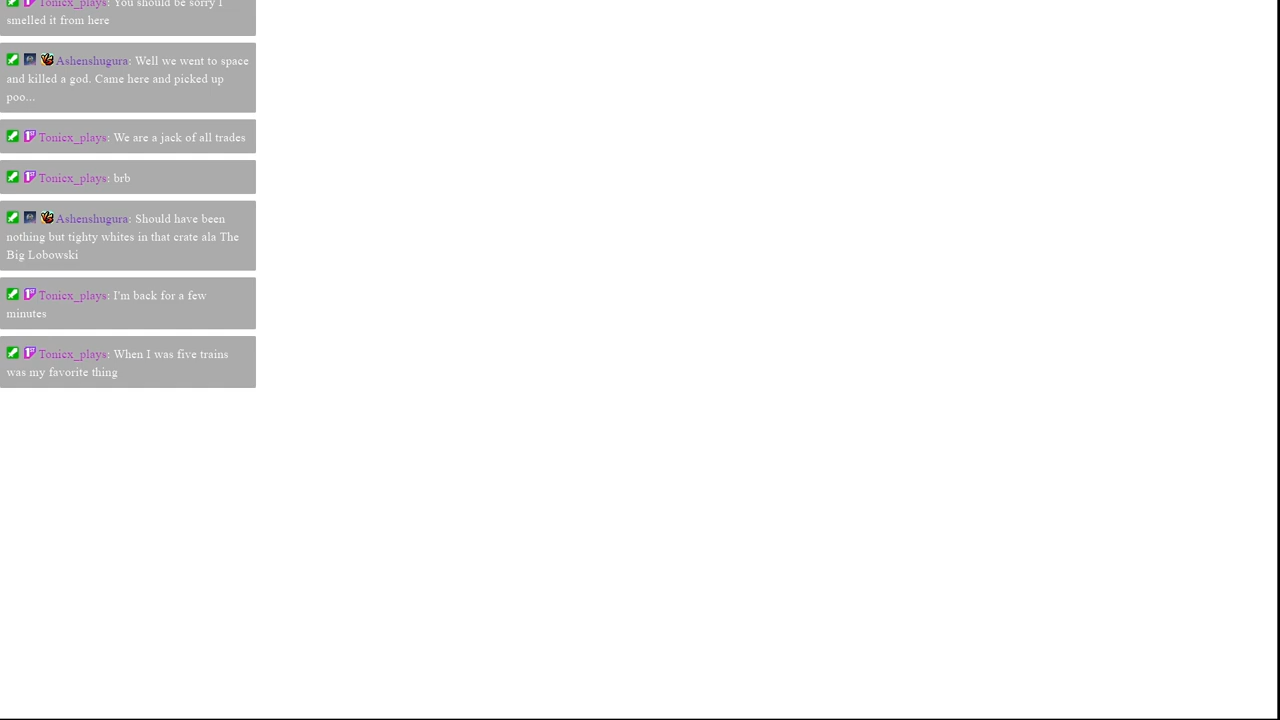 Tonicx_plays: You should be sorry I
smelled it from here
Ashenshugura: Well we went to space
and killed a god. Came here and picked up
poo...
Tonicx_plays: We are a jack of all trades
Tonicx_plays: brb
Ashenshugura: Should have been
nothing but tighty whites in that crate ala The
Big Lobowski
Tonicx_plays: I'm back for a few
minutes
Tonicx_plays: When I was five trains
was my favorite thing